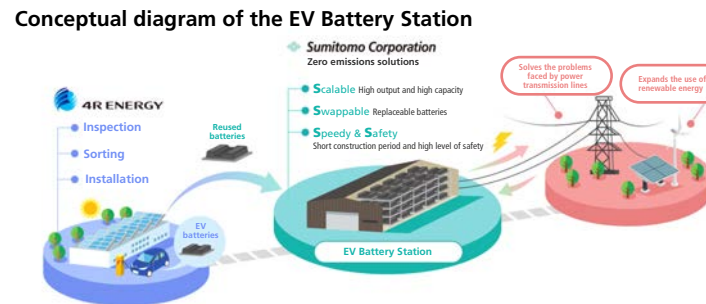 Conceptual diagram of the EV Battery Station
Sumitomo Corporation
Zero emissions solutions
Scalable High output and high capacity
Swappable Replaceable batteries
Speedy & Safety
Short construction period and high level of safety
4R ENERGY
Inspection
Sorting
Installation
Reused
batteries
EV
batteries
EV Battery Station
Solves the problems
faced by power
transmission lines
Expands the use of
renewable energy